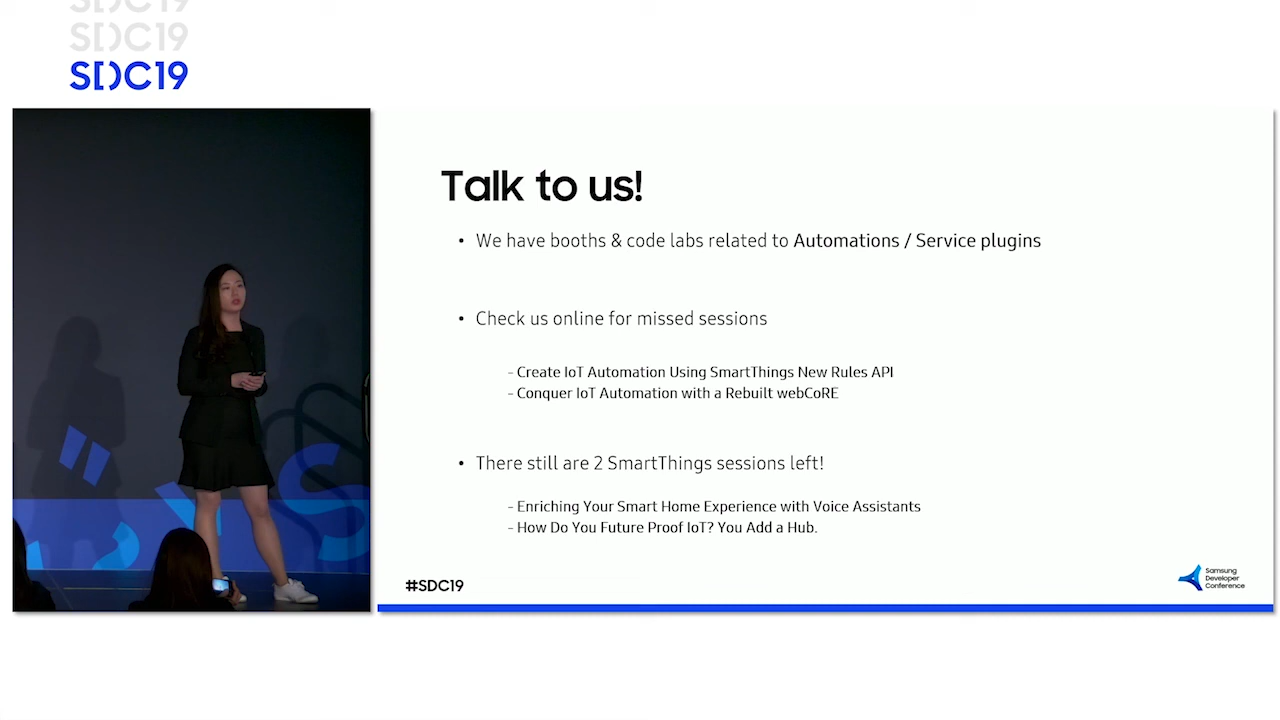 SDC19
SDC19
SDC19
Talk to us!
• We have booths & code labs related to Automations / Service plugins
• Check us online for missed sessions
- Create IoT Automation Using SmartThings New Rules API
- Conquer IoT Automation with a Rebuilt webCoRE
• There still are 2 SmartThings sessions left!
- Enriching Your Smart Home Experience with Voice Assistants
- How Do You Future Proof IoT? You Add a Hub.
#SDC19
Samsung
Developer
Conference